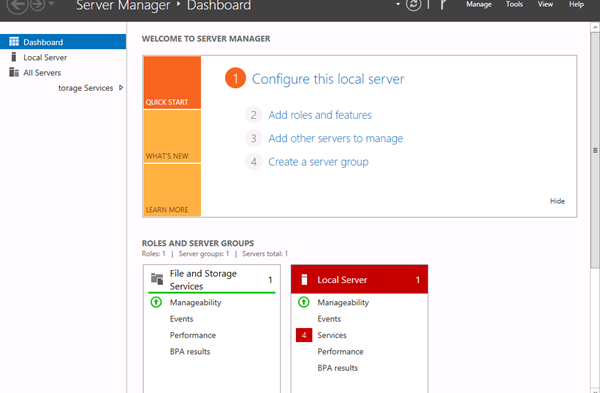 Server Manager • Dashboard
Manage Tools View Help
Dashboard
Local Server
All Servers
torage Services
WELCOME TO SERVER MANAGER
QUICK START
WHAT'S NEW
LEARN MORE
1 Configure this local server
2 Add roles and features
3 Add other servers to manage
4 Create a server group
Hide
ROLES AND SERVER GROUPS
Roles: 1 | Server groups: 1 | Servers total: 1
File and Storage
Services 1
Manageability
Events
Performance
BPA results
Local Server 1
Manageability
Events
4 Services
Performance
BPA results